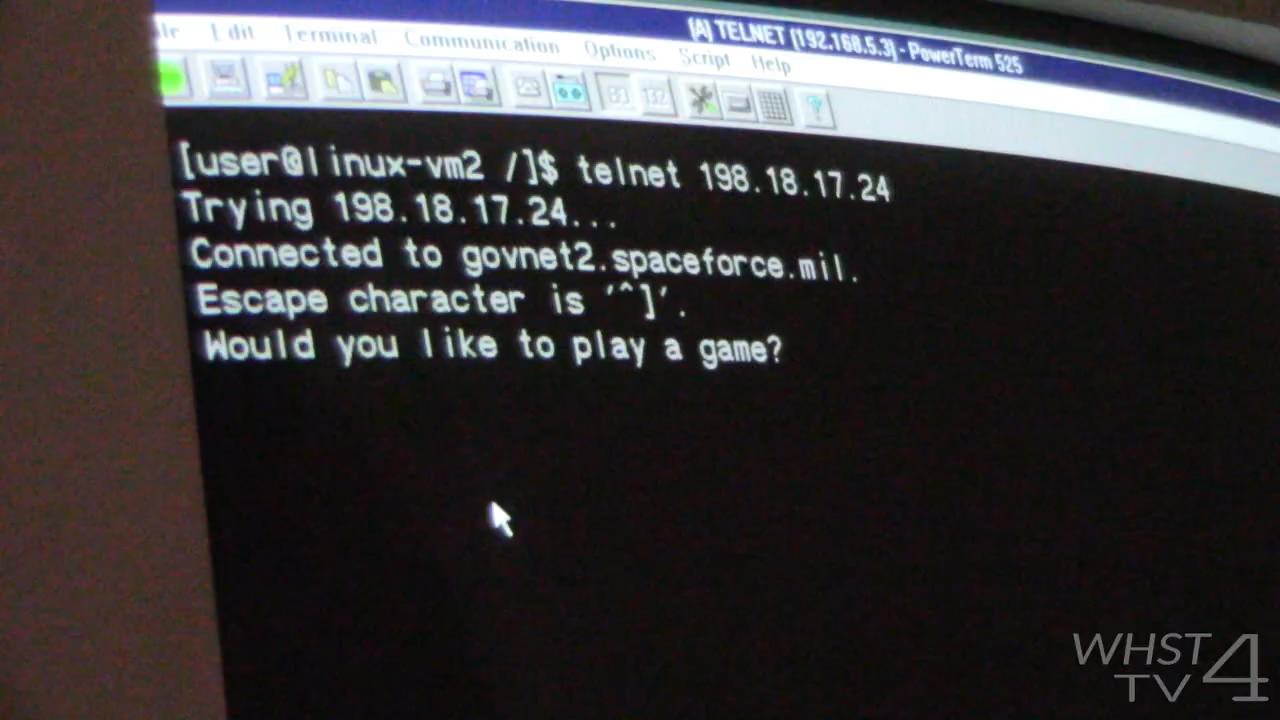 [A] TELNET [192.168.5.3] - PowerTerm 525
Edit Terminal Communication Options Script Help
[user@linux-vm2 /]$ telnet 198.18.17.24
Trying 198.18.17.24...
Connected to govnet2.spaceforce.mil.
Escape character is '^]'.
Would you like to play a game?
WHST
TV 4